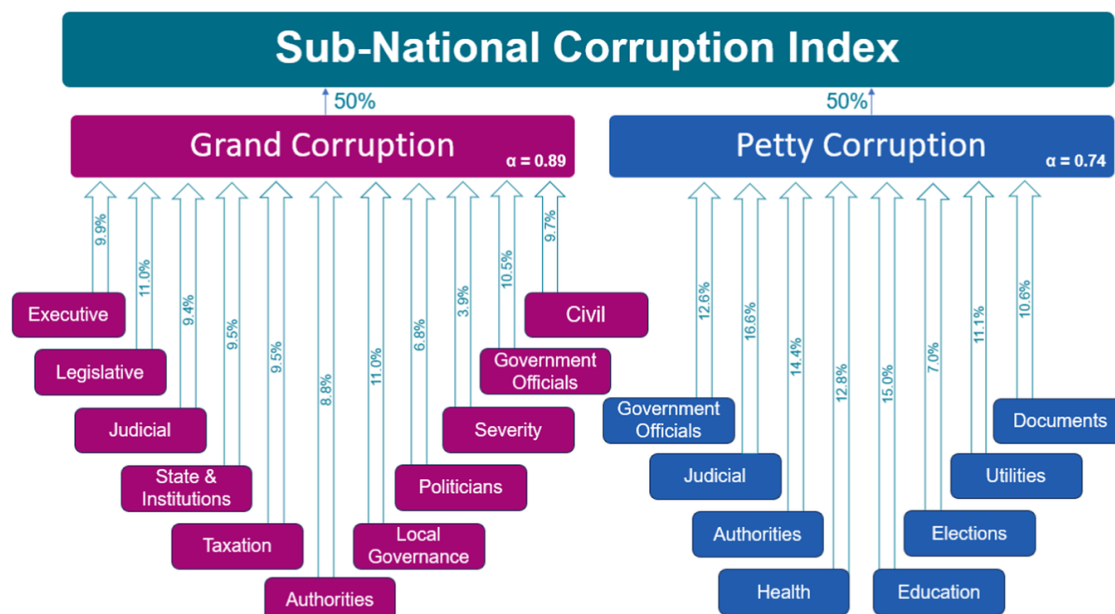 Sub-National Corruption Index
50%
50%
Grand Corruption
α = 0.89
Petty Corruption
α = 0.74
9.9%
11.0%
9.4%
9.5%
9.5%
8.8%
11.0%
6.8%
3.9%
10.5%
9.7%
12.6%
16.6%
14.4%
12.8%
15.0%
7.0%
11.1%
10.6%
Executive
Civil
Legislative
Government
Officials
Judicial
Severity
State &
Institutions
Politicians
Taxation
Local
Governance
Authorities
Government
Officials
Documents
Judicial
Utilities
Authorities
Elections
Health
Education